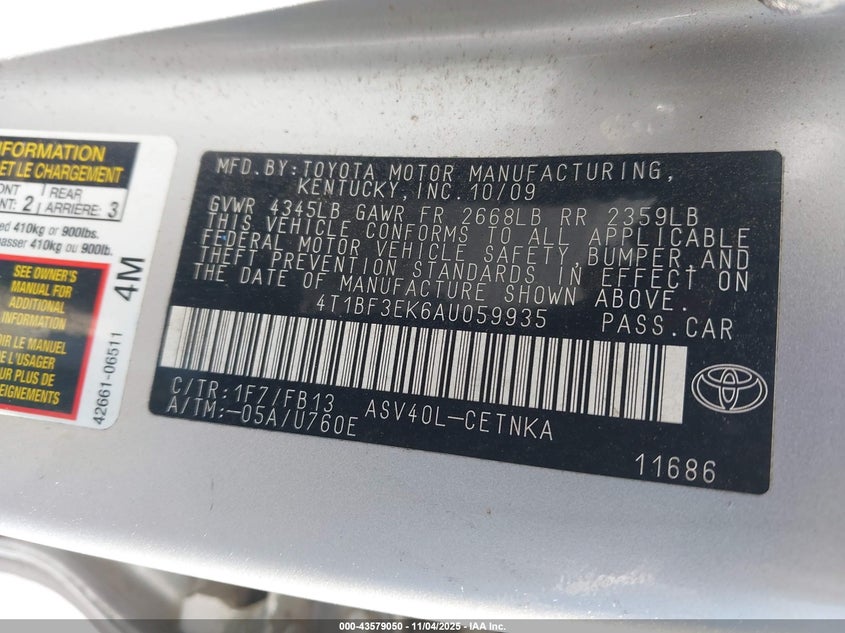 INFORMATION
ET LE CHARGEMENT
REAR
2 ARRIÈRE: 3
410kg or 900lbs.
410kg ou 900lb.
SEE OWNER'S
MANUAL FOR
ADDITIONAL
INFORMATION
LE MANUEL
DE L'USAGER
POUR PLUS DE
4M
42661-06511
MFD.BY:TOYOTA MOTOR MANUFACTURING,
KENTUCKY, INC.10/09
GVWR 4345LB GAWR FR 2668LB RR 2359LB
THIS VEHICLE CONFORMS TO ALL APPLICABLE
FEDERAL MOTOR VEHICLE SAFETY,BUMPER AND
THEFT PREVENTION STANDARDS IN EFFECT ON
THE DATE OF MANUFACTURE SHOWN ABOVE.
4T1BF3EK6AU059935 PASS.CAR
C/TR:1F7/FB13 ASV40L-CETNKA
A/TM:-05A/U760E
11686
000-43579050 — 11/04/2025 — IAA Inc.